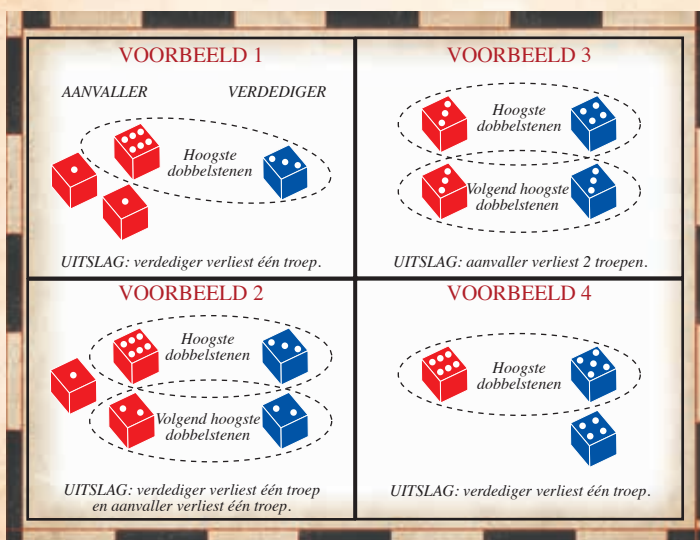 VOORBEELD 1
AANVALLER VERDEDIGER
Hoogste
dobbelstenen
UITSLAG: verdediger verliest één troep.
VOORBEELD 3
Hoogste
dobbelstenen
Volgend hoogste
dobbelstenen
UITSLAG: aanvaller verliest 2 troepen.
VOORBEELD 2
Hoogste
dobbelstenen
Volgend hoogste
dobbelstenen
UITSLAG: verdediger verliest één troep
en aanvaller verliest één troep.
VOORBEELD 4
Hoogste
dobbelstenen
UITSLAG: verdediger verliest één troep.